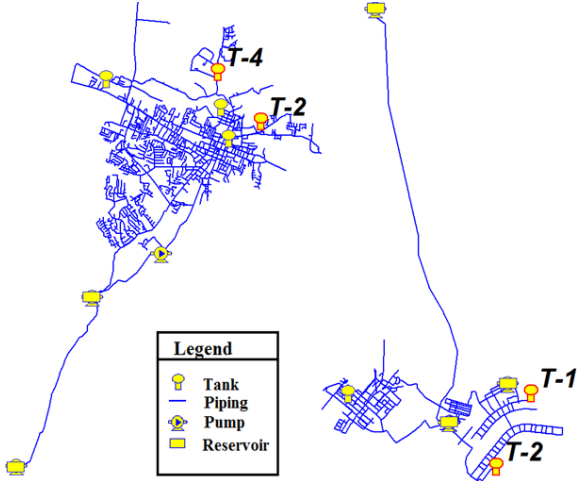 T-4
T-2
Legend
Tank
Piping
Pump
Reservoir
T-1
T-2